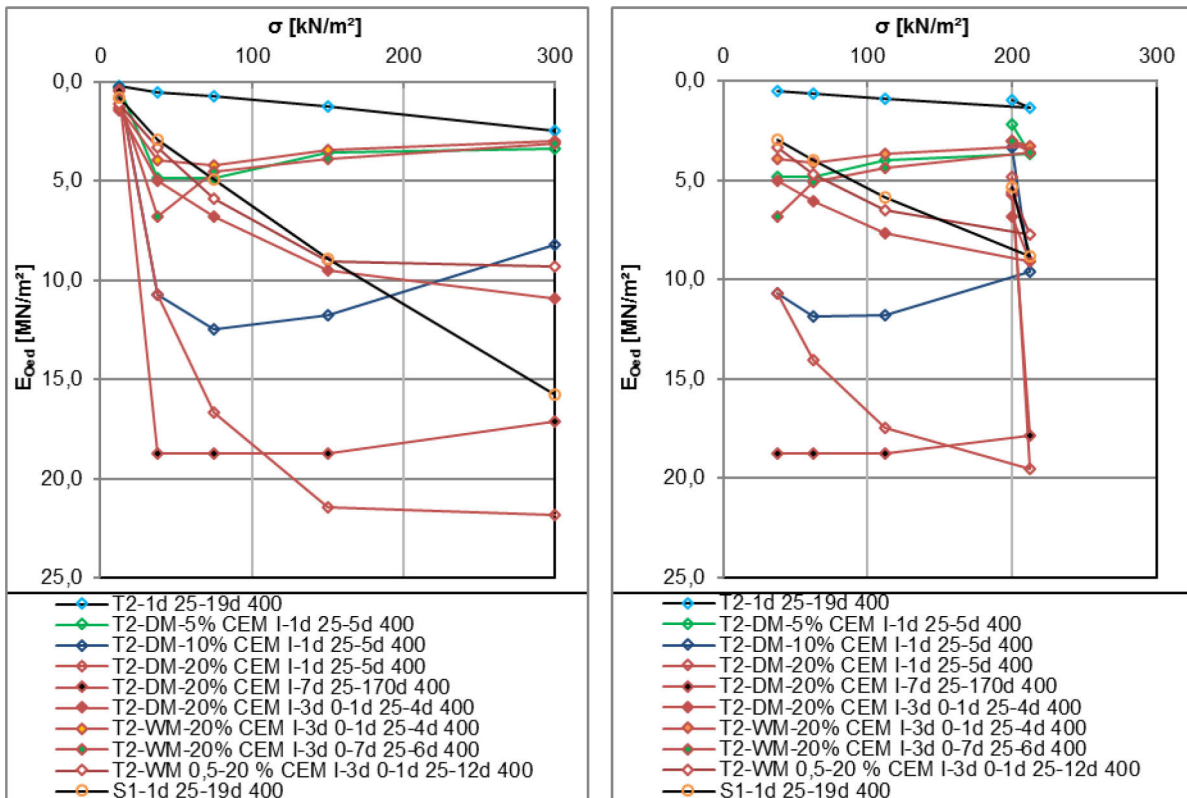 σ [kN/m²]
0 100 200 300
0,0
5,0
10,0
15,0
20,0
25,0
E_Oed [MN/m²]
T2-1d 25-19d 400
T2-DM-5% CEM I-1d 25-5d 400
T2-DM-10% CEM I-1d 25-5d 400
T2-DM-20% CEM I-1d 25-5d 400
T2-DM-20% CEM I-7d 25-170d 400
T2-DM-20% CEM I-3d 0-1d 25-4d 400
T2-WM-20% CEM I-3d 0-1d 25-4d 400
T2-WM-20% CEM I-3d 0-7d 25-6d 400
T2-WM 0,5-20 % CEM I-3d 0-1d 25-12d 400
S1-1d 25-19d 400
σ [kN/m²]
0 100 200 300
0,0
5,0
10,0
15,0
20,0
25,0
E_Oed [MN/m²]
T2-1d 25-19d 400
T2-DM-5% CEM I-1d 25-5d 400
T2-DM-10% CEM I-1d 25-5d 400
T2-DM-20% CEM I-1d 25-5d 400
T2-DM-20% CEM I-7d 25-170d 400
T2-DM-20% CEM I-3d 0-1d 25-4d 400
T2-WM-20% CEM I-3d 0-1d 25-4d 400
T2-WM-20% CEM I-3d 0-7d 25-6d 400
T2-WM 0,5-20 % CEM I-3d 0-1d 25-12d 400
S1-1d 25-19d 400